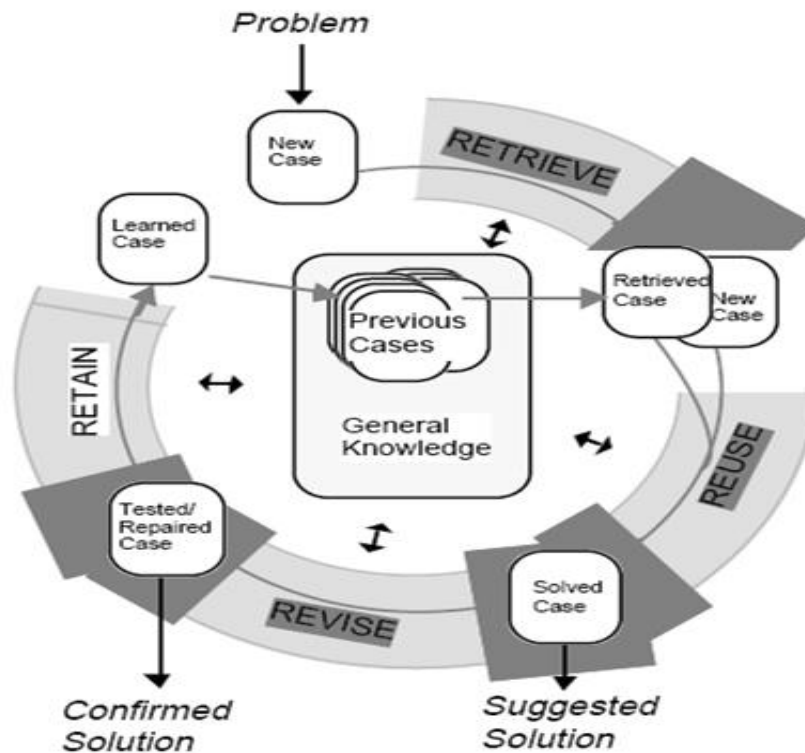 Problem
New
Case
RETRIEVE
Learned
Case
Retrieved
Case
New
Case
Previous
Cases
General
Knowledge
RETAIN
REUSE
Tested/
Repaired
Case
Solved
Case
REVISE
Confirmed
Solution
Suggested
Solution